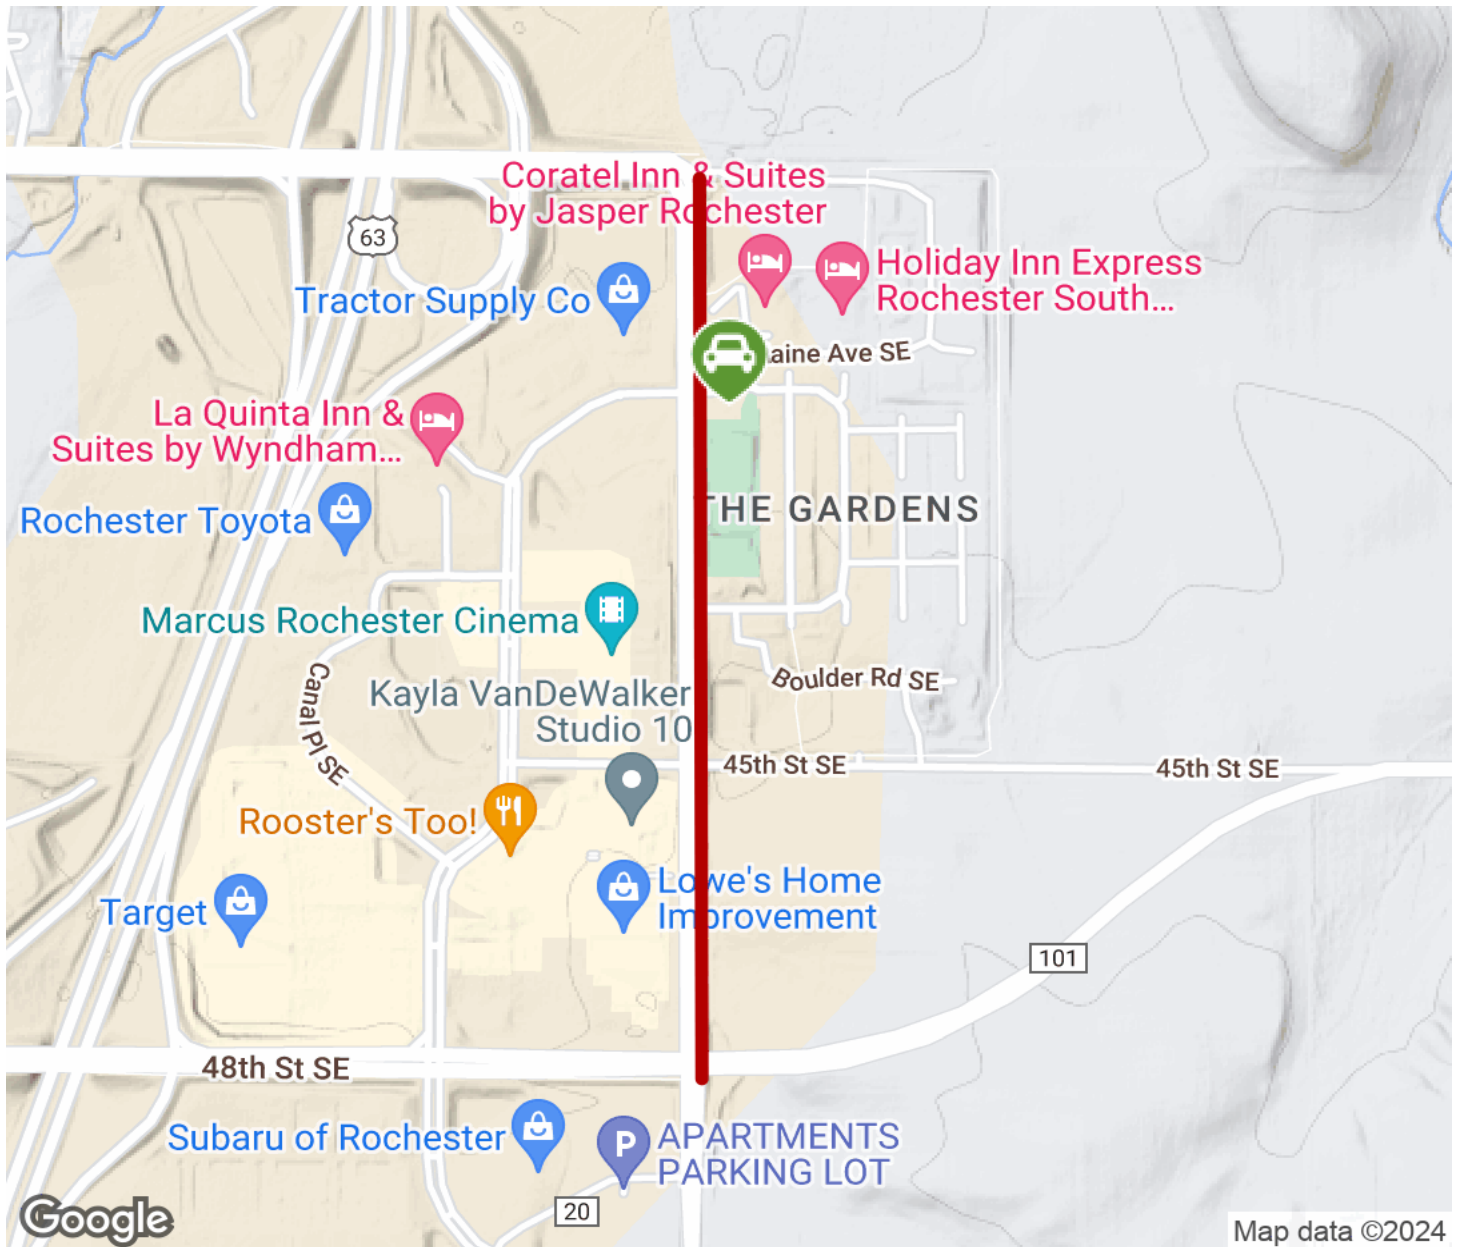 Coratel Inn & Suites
by Jasper Rochester
63
Holiday Inn Express
Rochester South...
Tractor Supply Co
aine Ave SE
La Quinta Inn &
Suites by Wyndham...
THE GARDENS
Rochester Toyota
Marcus Rochester Cinema
Canal Pl SE
Boulder Rd SE
Kayla VanDeWalker
Studio 10
45th St SE
45th St SE
Rooster's Too!
Lowe's Home
Improvement
Target
101
48th St SE
Subaru of Rochester
P
APARTMENTS
PARKING LOT
20
Google
Map data ©2024